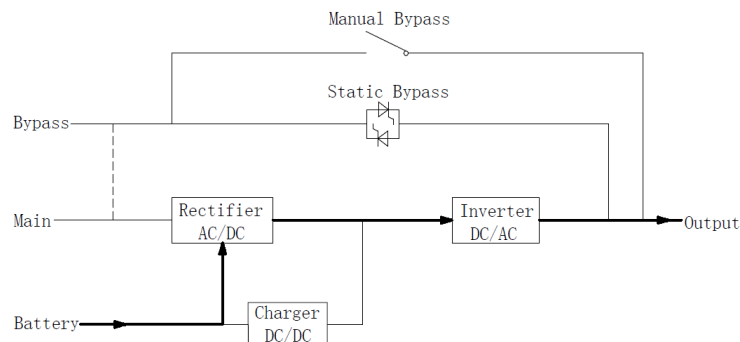 Manual Bypass
Static Bypass
Bypass
Main
Rectifier
AC/DC
Inverter
DC/AC
Output
Battery
Charger
DC/DC